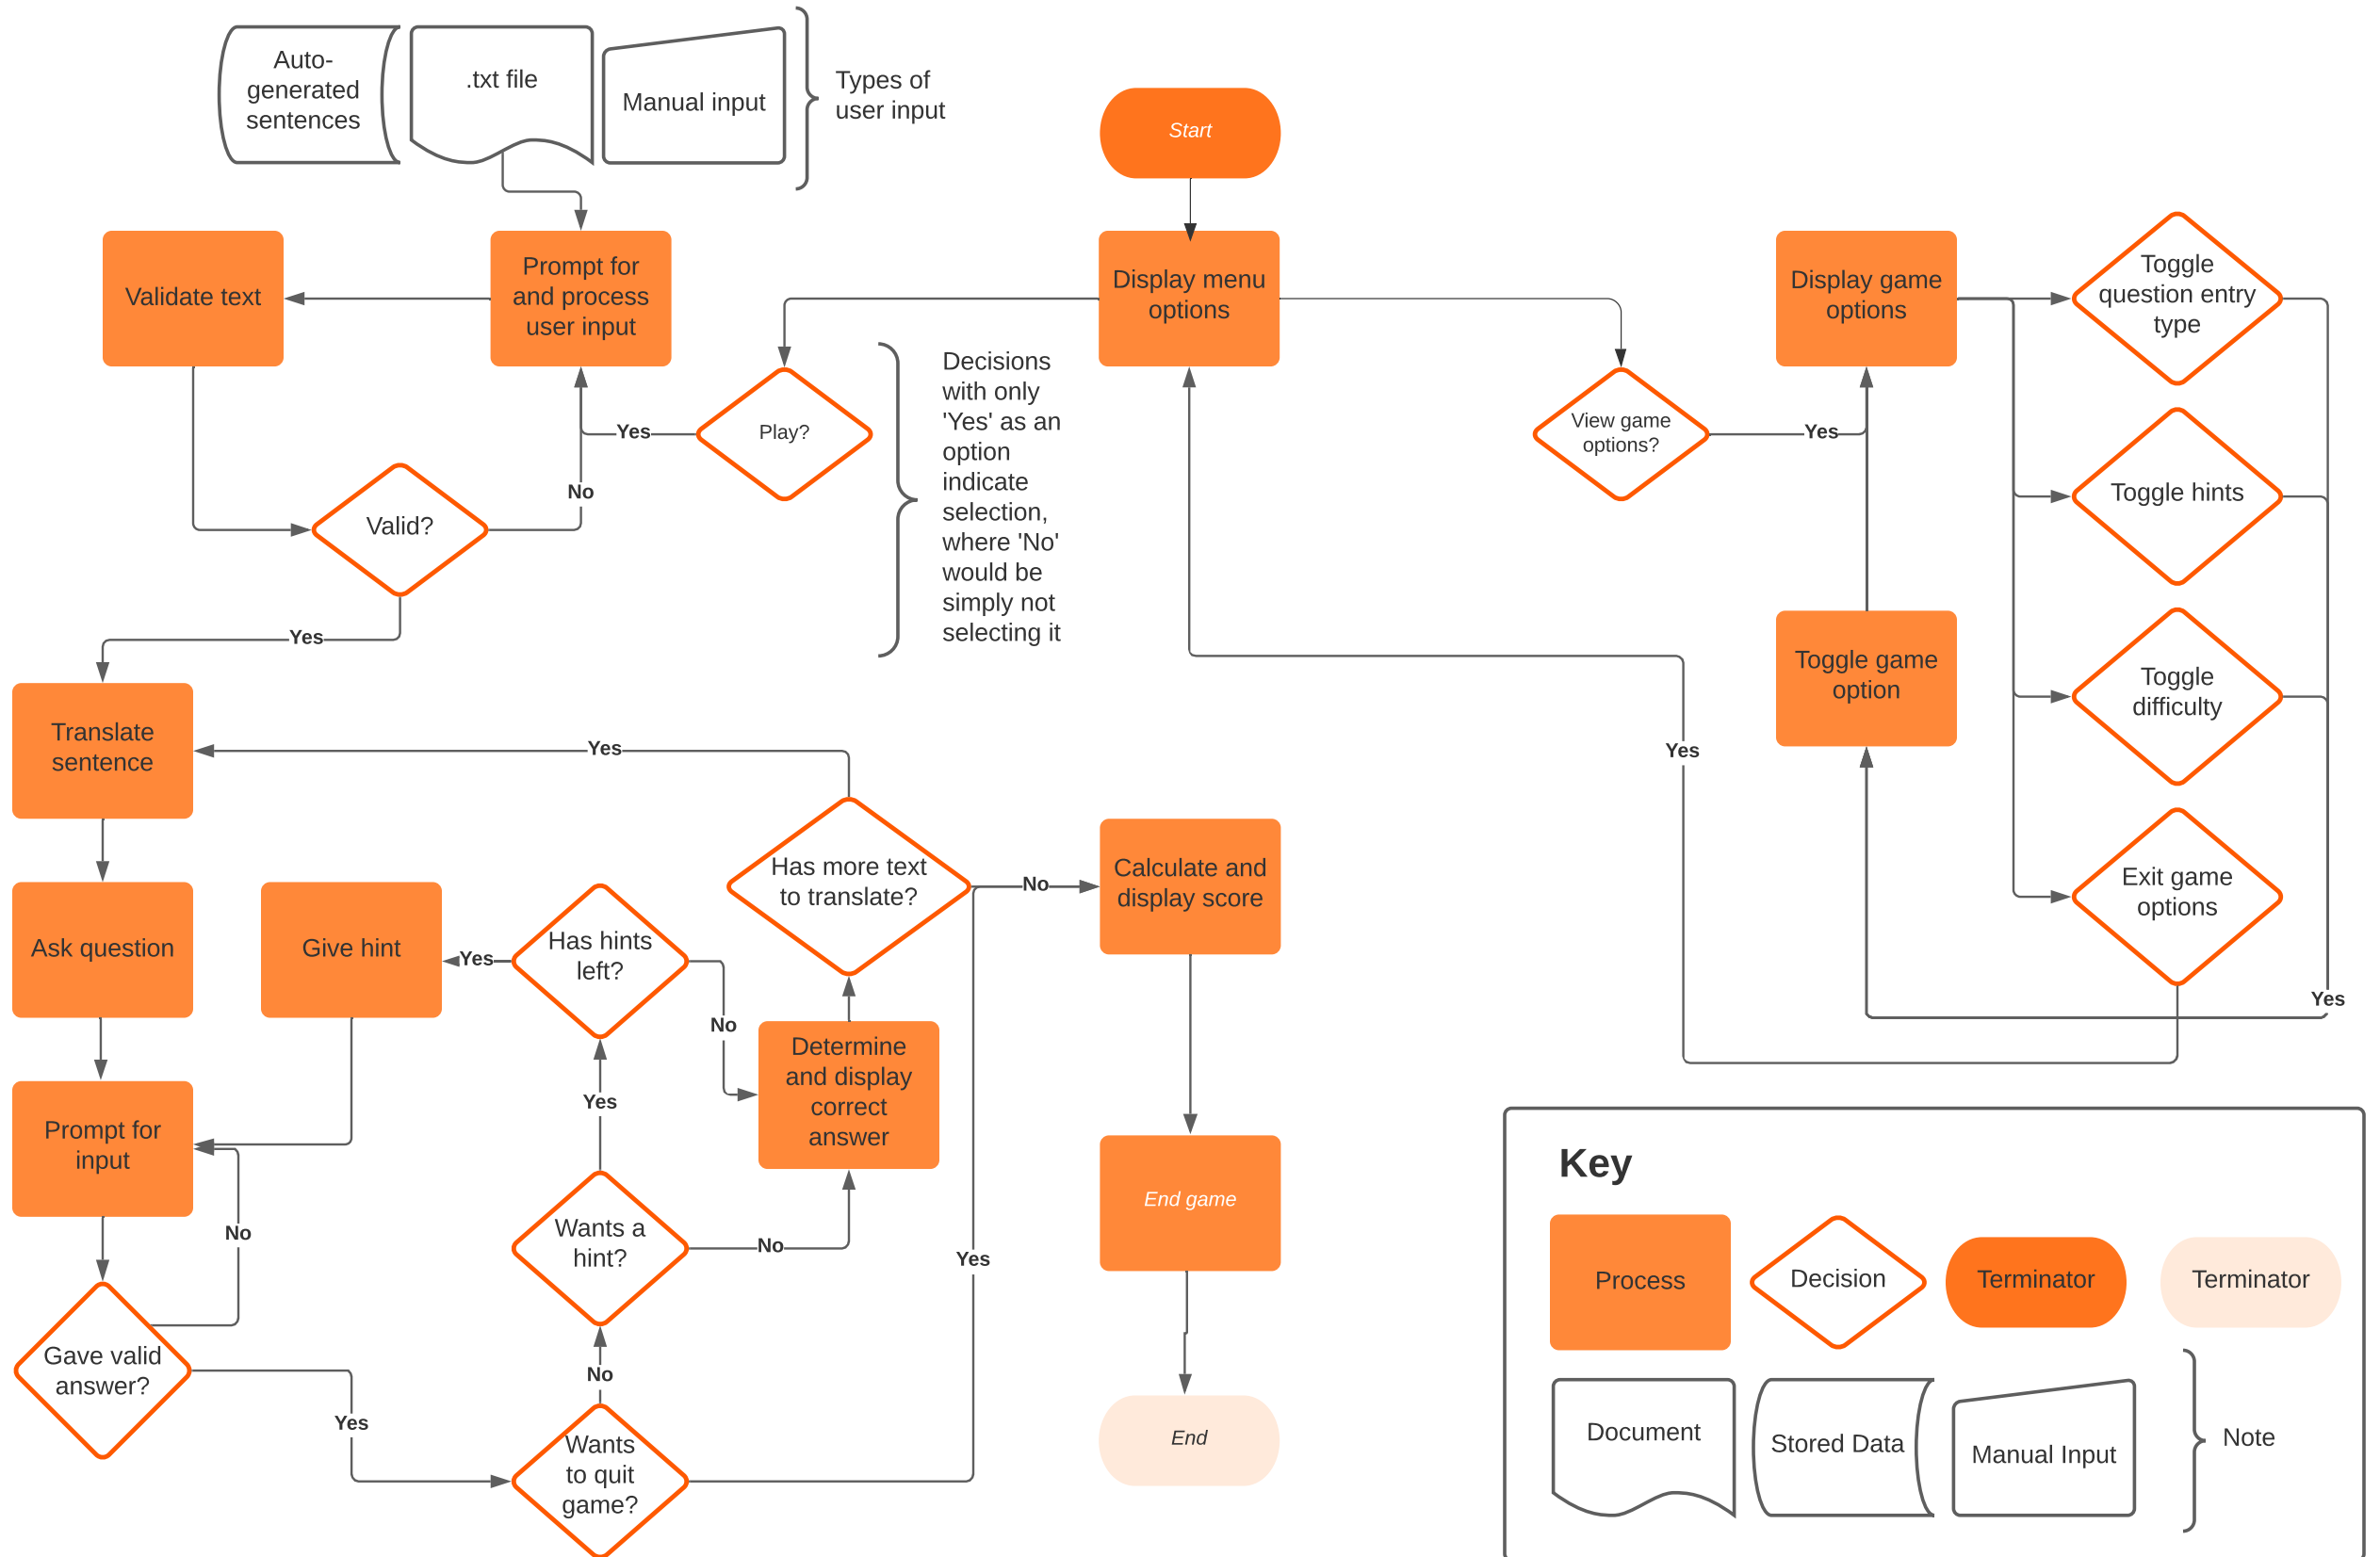 Auto-
generated
sentences
.txt file
Manual input
Types of
user input
Start
Validate text
Prompt for
and process
user input
Display menu
options
Display game
options
Toggle
question entry
type
Play?
Yes
Decisions
with only
'Yes' as an
option
indicate
selection,
where 'No'
would be
simply not
selecting it
View game
options?
Yes
Valid?
No
Toggle hints
Yes
Toggle game
option
Toggle
difficulty
Translate
sentence
Yes
Yes
Has more text
to translate?
No
Calculate and
display score
Exit game
options
Yes
Ask question
Give hint
Yes
Has hints
left?
No
Determine
and display
correct
answer
Prompt for
input
No
Yes
Wants a
hint?
No
Yes
End game
Gave valid
answer?
Yes
No
Wants
to quit
game?
End
Key
Process
Decision
Terminator
Terminator
Document
Stored Data
Manual Input
Note